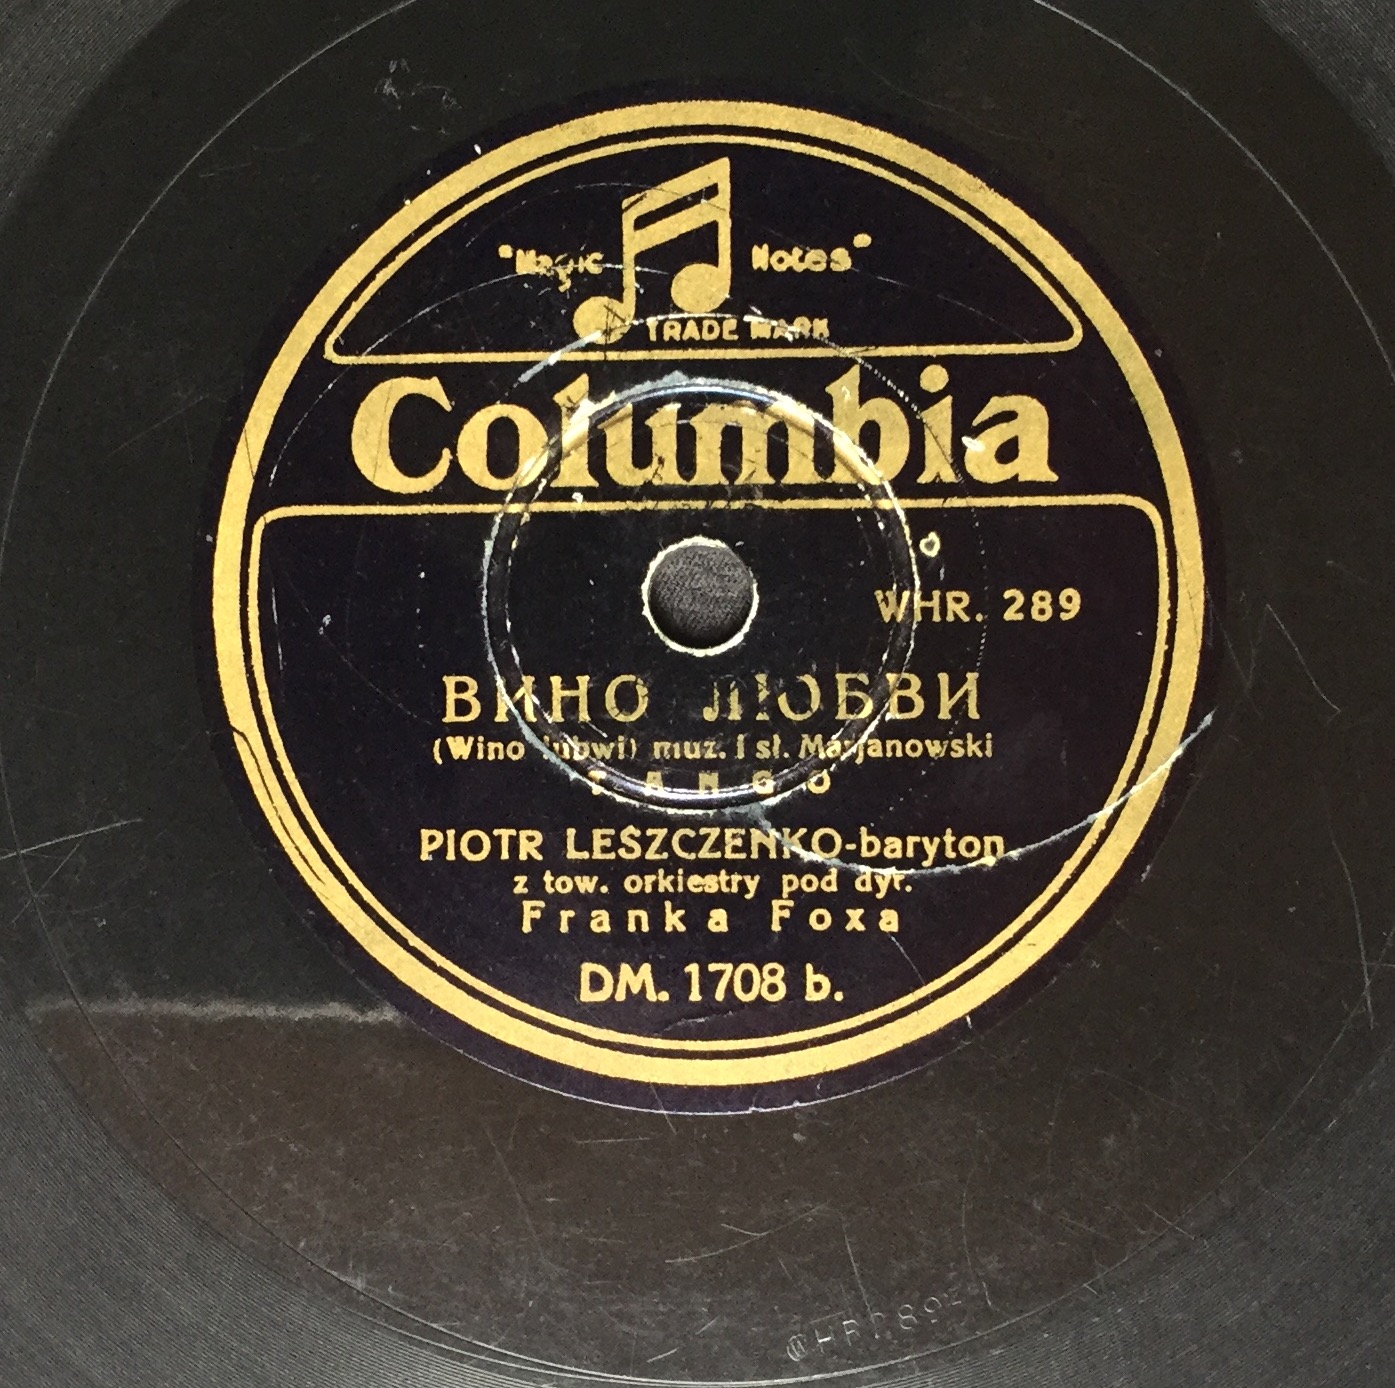 "Magic Notes"
TRADE MARK
Columbia
WHR. 289
ВИНО ЛЮБВИ
(Wino lubwi) muz. i sł. Marjanowski
TANGO
PIOTR LESZCZENKO-baryton
z tow. orkiestry pod dyr.
Franka Foxa
DM. 1708 b.